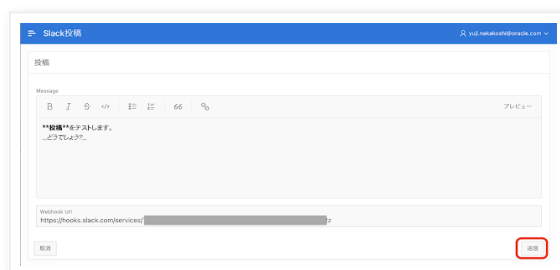 Slack投稿
yuji.nakakoshi@oracle.com
投稿
Message
B I S </> 66
プレビュー
**投稿**をテストします。
_どうでしょう?_
Webhook Url
https://hooks.slack.com/services/
取消
送信